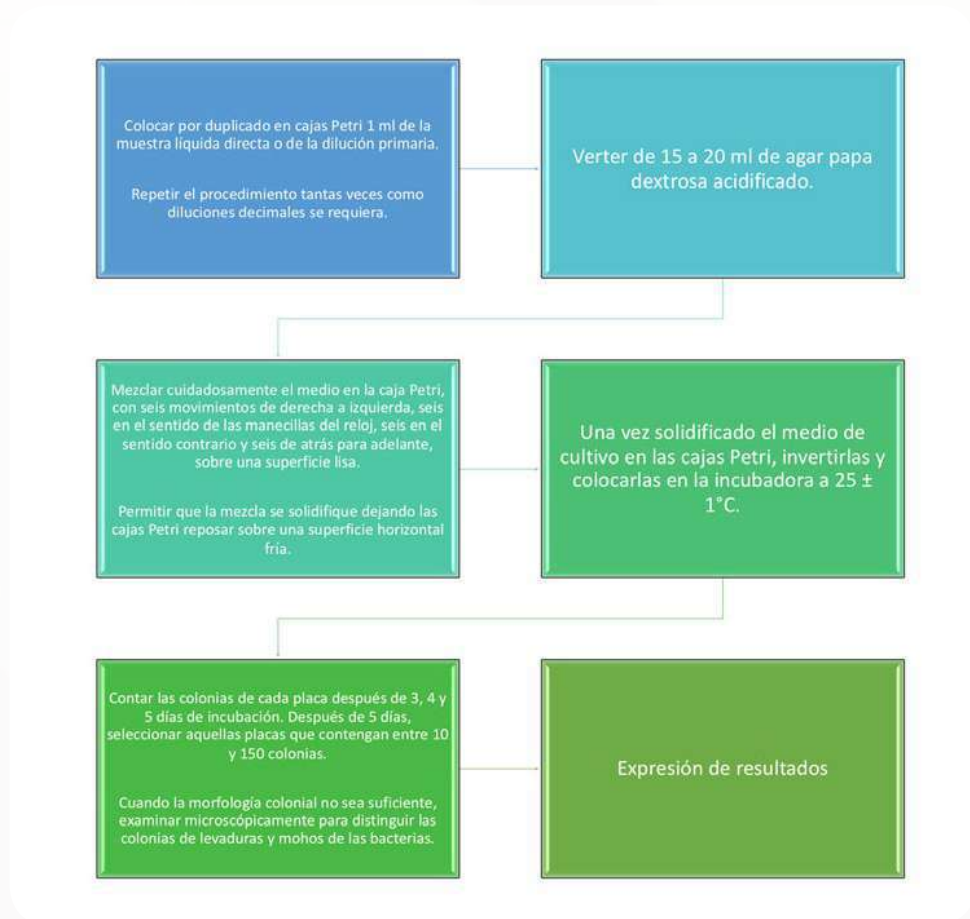 Colocar por duplicado en cajas Petri 1 ml de la
muestra líquida directa o de la dilución primaria.
Repetir el procedimiento tantas veces como
diluciones decimales se requiera.
Verter de 15 a 20 ml de agar papa
dextrosa acidificado.
Mezclar cuidadosamente el medio en la caja Petri,
con seis movimientos de derecha a izquierda, seis
en el sentido de las manecillas del reloj, seis en el
sentido contrario y seis de atrás para adelante,
sobre una superficie lisa.
Permitir que la mezcla se solidifique dejando las
cajas Petri reposar sobre una superficie horizontal
fría.
Una vez solidificado el medio de
cultivo en las cajas Petri, invertirlas y
colocarlas en la incubadora a 25 ±
1°C.
Contar las colonias de cada placa después de 3, 4 y
5 días de incubación. Después de 5 días,
seleccionar aquellas placas que contengan entre 10
y 150 colonias.
Cuando la morfología colonial no sea suficiente,
examinar microscópicamente para distinguir las
colonias de levaduras y mohos de las bacterias.
Expresión de resultados